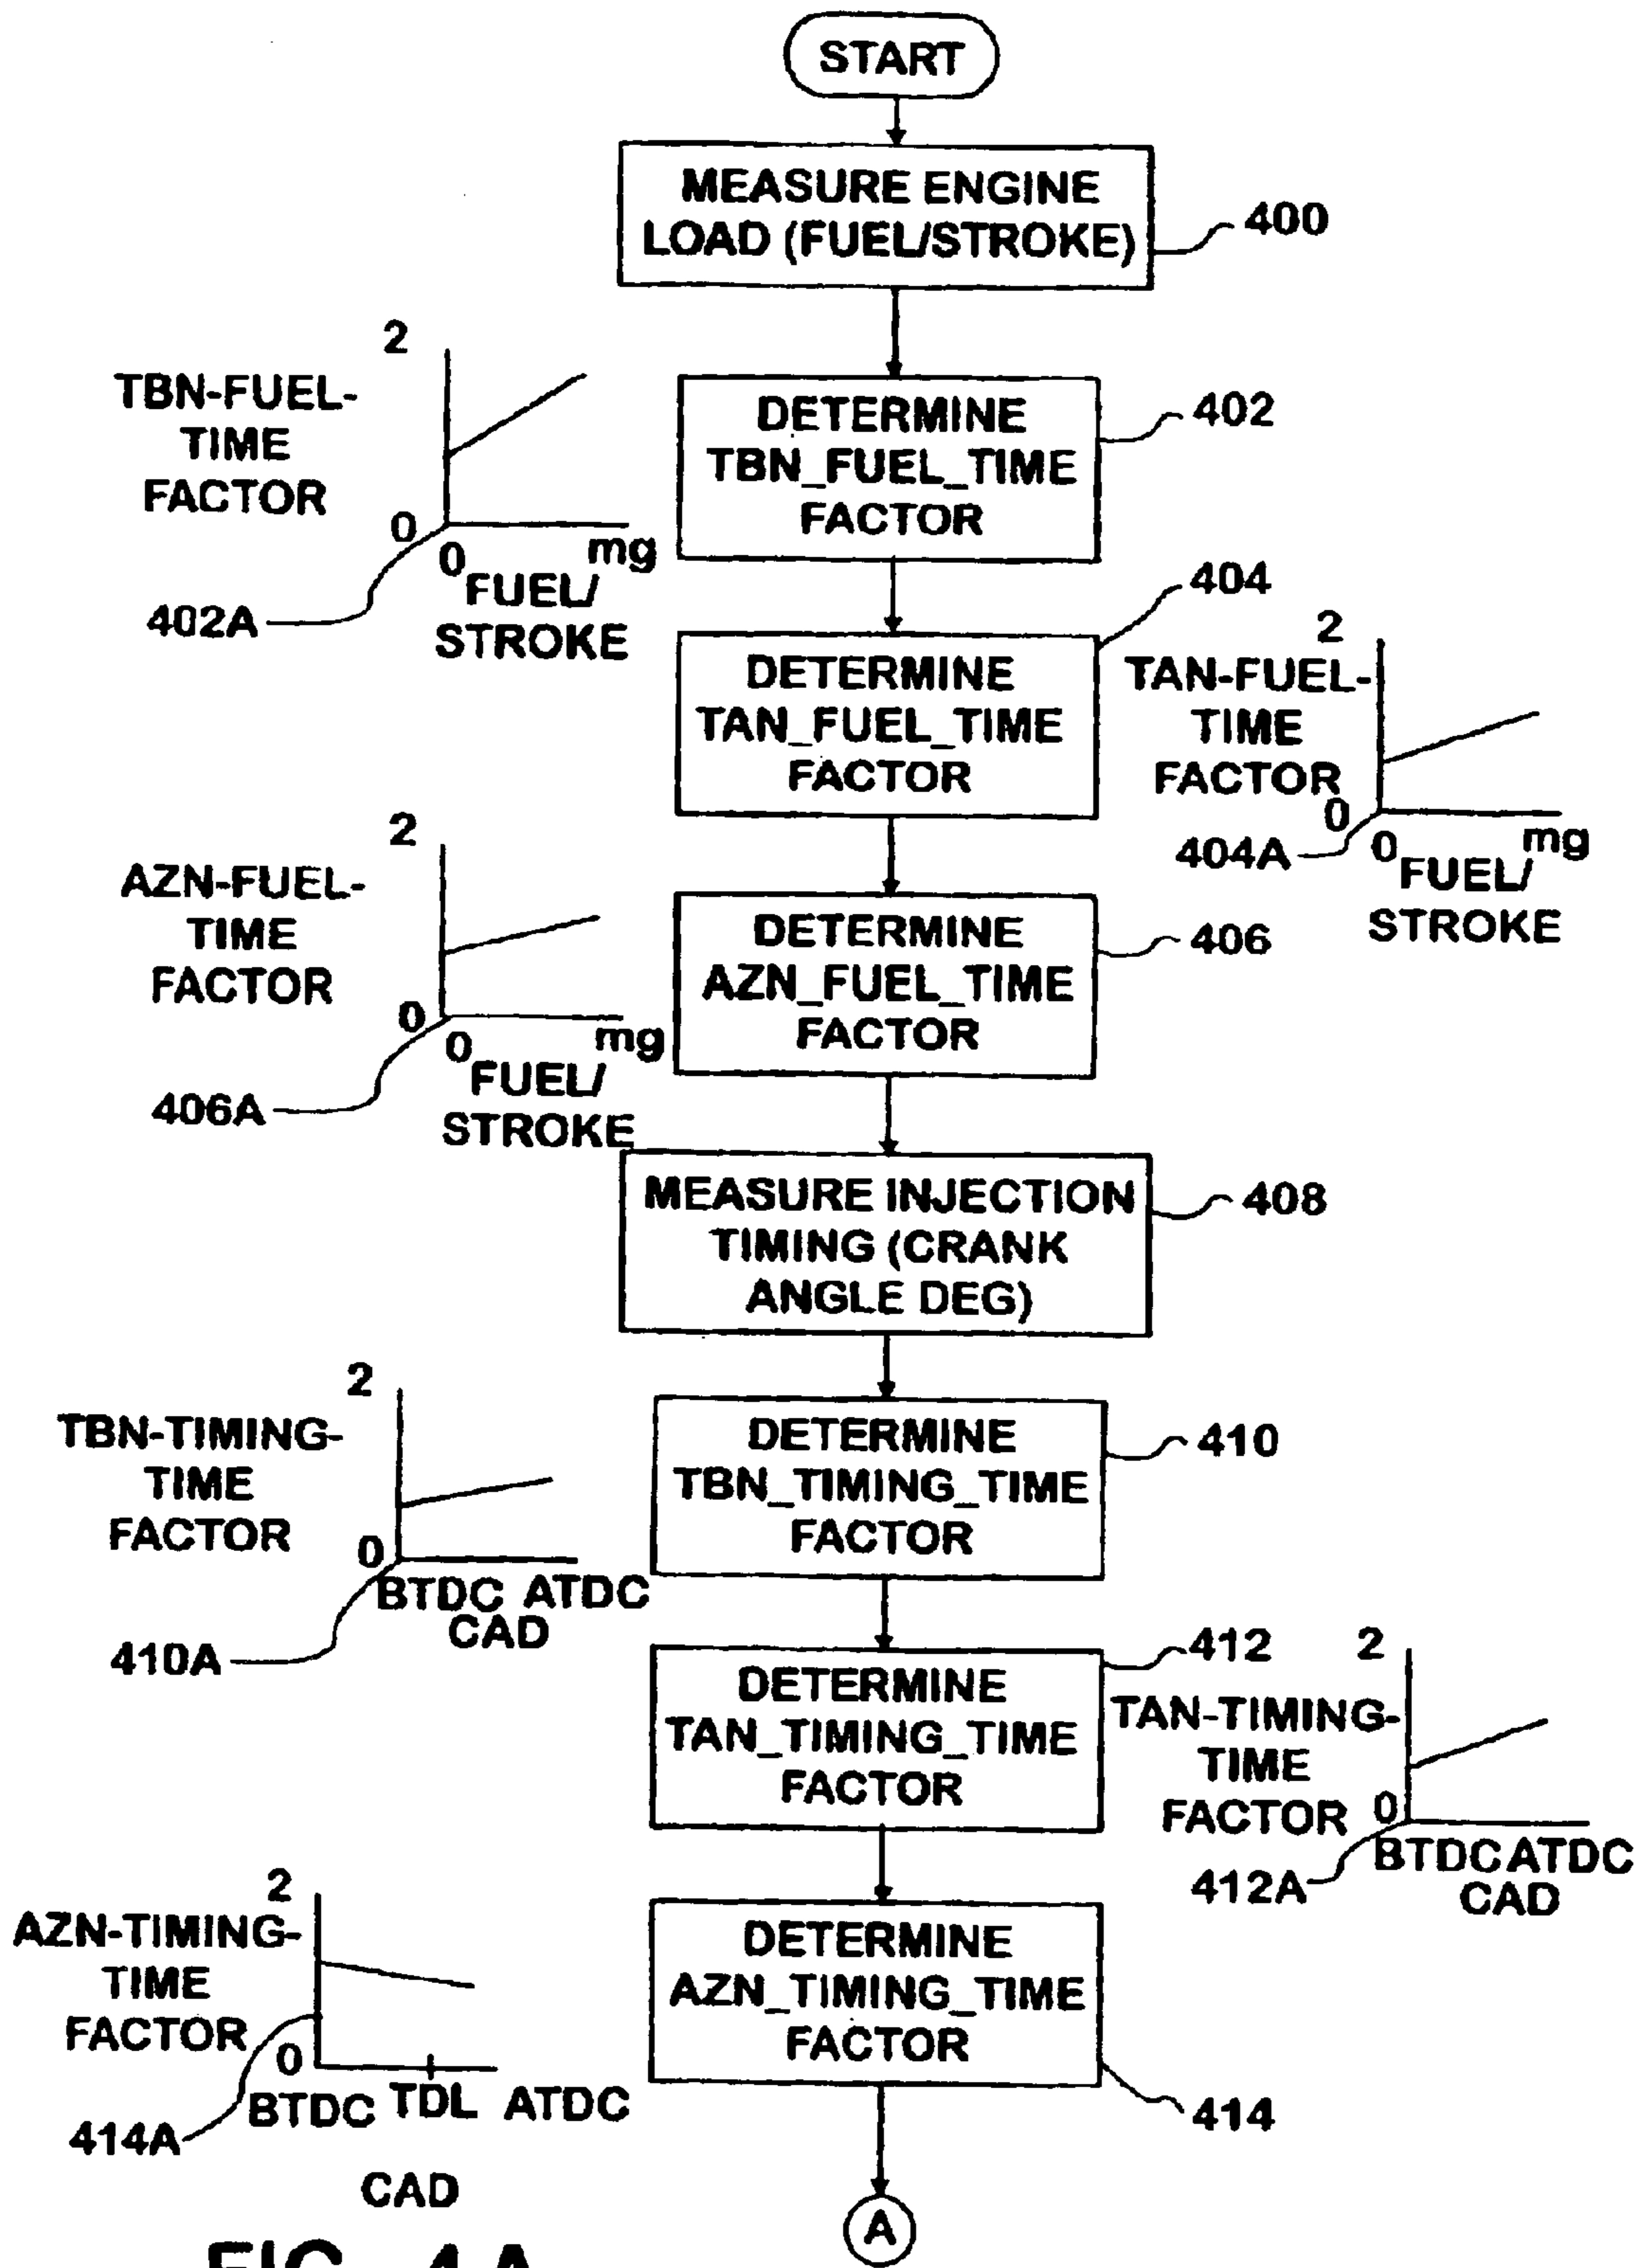 START
MEASURE ENGINE
LOAD (FUEL/STROKE)
400
2
TBN-FUEL-
TIME
FACTOR
0
0
mg
FUEL/
STROKE
402A
DETERMINE
TBN_FUEL_TIME
FACTOR
402
DETERMINE
TAN_FUEL_TIME
FACTOR
404
2
TAN-FUEL-
TIME
FACTOR
0
0
mg
FUEL/
STROKE
404A
2
AZN-FUEL-
TIME
FACTOR
0
0
mg
FUEL/
STROKE
406A
DETERMINE
AZN_FUEL_TIME
FACTOR
406
MEASURE INJECTION
TIMING (CRANK
ANGLE DEG)
408
2
TBN-TIMING-
TIME
FACTOR
0
BTDC ATDC
CAD
410A
DETERMINE
TBN_TIMING_TIME
FACTOR
410
DETERMINE
TAN_TIMING_TIME
FACTOR
412
2
TAN-TIMING-
TIME
FACTOR
0
BTDC ATDC
CAD
412A
2
AZN-TIMING-
TIME
FACTOR
0
BTDC TDL ATDC
CAD
414A
DETERMINE
AZN_TIMING_TIME
FACTOR
414
A
FIG. 4A